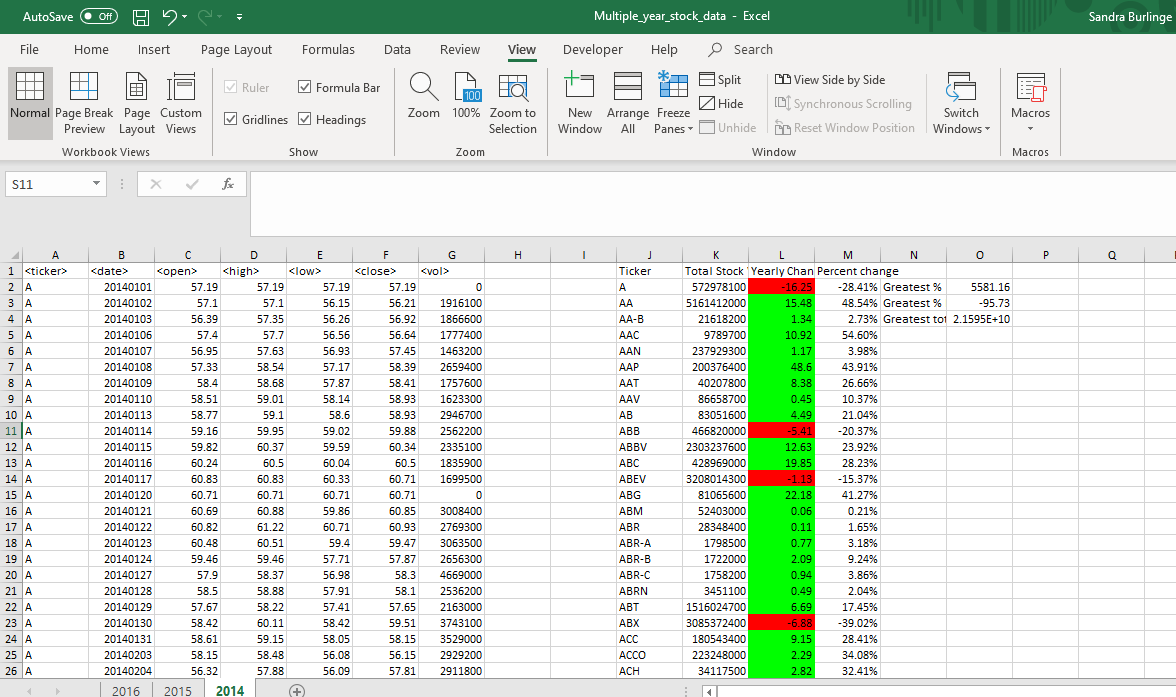 AutoSave Off Multiple_year_stock_data - Excel Sandra Burlinge
File Home Insert Page Layout Formulas Data Review View Developer Help Search
Normal Page Break Preview Page Layout Custom Views
Workbook Views
Ruler Formula Bar
Gridlines Headings
Show
Zoom 100% Zoom to Selection
Zoom
New Window Arrange All Freeze Panes
Split
Hide
Unhide
View Side by Side
Synchronous Scrolling
Reset Window Position
Switch Windows
Window
Macros
Macros
S11 fx
A B C D E F G H I J K L M N O P Q
1 <ticker> <date> <open> <high> <low> <close> <vol> Ticker Total Stock Yearly Chan Percent change
2 A 20140101 57.19 57.19 57.19 57.19 0 A 572978100 -16.25 -28.41% Greatest % 5581.16
3 A 20140102 57.1 57.1 56.15 56.21 1916100 AA 5161412000 15.48 48.54% Greatest % -95.73
4 A 20140103 56.39 57.35 56.26 56.92 1866600 AA-B 21618200 1.34 2.73% Greatest tot 2.1595E+10
5 A 20140106 57.4 57.7 56.56 56.64 1777400 AAC 9789700 10.92 54.60%
6 A 20140107 56.95 57.63 56.93 57.45 1463200 AAN 237929300 1.17 3.98%
7 A 20140108 57.33 58.54 57.17 58.39 2659400 AAP 200376400 48.6 43.91%
8 A 20140109 58.4 58.68 57.87 58.41 1757600 AAT 40207800 8.38 26.66%
9 A 20140110 58.51 59.01 58.14 58.93 1623300 AAV 86658700 0.45 10.37%
10 A 20140113 58.77 59.1 58.6 58.93 2946700 AB 83051600 4.49 21.04%
11 A 20140114 59.16 59.95 59.02 59.88 2562200 ABB 466820000 -5.41 -20.37%
12 A 20140115 59.82 60.37 59.59 60.34 2335100 ABBV 2303237600 12.63 23.92%
13 A 20140116 60.24 60.5 60.04 60.5 1835900 ABC 428969000 19.85 28.23%
14 A 20140117 60.83 60.83 60.33 60.71 1699500 ABEV 3208014300 -1.13 -15.37%
15 A 20140120 60.71 60.71 60.71 60.71 0 ABG 81065600 22.18 41.27%
16 A 20140121 60.69 60.88 59.86 60.85 3008400 ABM 52403000 0.06 0.21%
17 A 20140122 60.82 61.22 60.71 60.93 2769300 ABR 28348400 0.11 1.65%
18 A 20140123 60.48 60.51 59.4 59.47 3063500 ABR-A 1798500 0.77 3.18%
19 A 20140124 59.46 59.46 57.71 57.87 2656300 ABR-B 1722000 2.09 9.24%
20 A 20140127 57.9 58.37 56.98 58.3 4669000 ABR-C 1758200 0.94 3.86%
21 A 20140128 58.5 58.88 57.91 58.1 2536200 ABRN 3451100 0.49 2.04%
22 A 20140129 57.67 58.22 57.41 57.65 2163000 ABT 1516024700 6.69 17.45%
23 A 20140130 58.42 60.11 58.42 59.51 3743100 ABX 3085372400 -6.88 -39.02%
24 A 20140131 58.61 59.15 58.05 58.15 3529000 ACC 180543400 9.15 28.41%
25 A 20140203 58.15 58.48 56.08 56.15 2929200 ACCO 223248000 2.29 34.08%
26 A 20140204 56.32 57.88 56.09 57.81 2911800 ACH 34117500 2.82 32.41%
2016 2015 2014